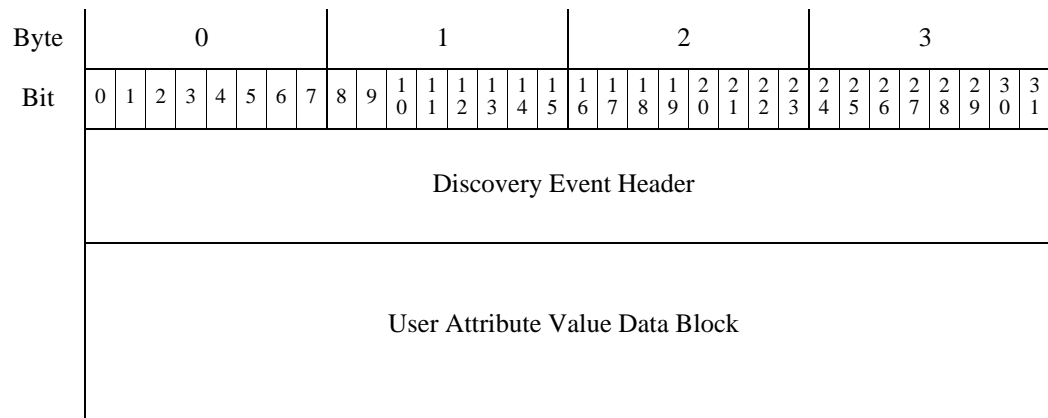 Byte 0 1 2 3
Bit 0 1 2 3 4 5 6 7 8 9 10 11 12 13 14 15 16 17 18 19 20 21 22 23 24 25 26 27 28 29 30 31
Discovery Event Header
User Attribute Value Data Block